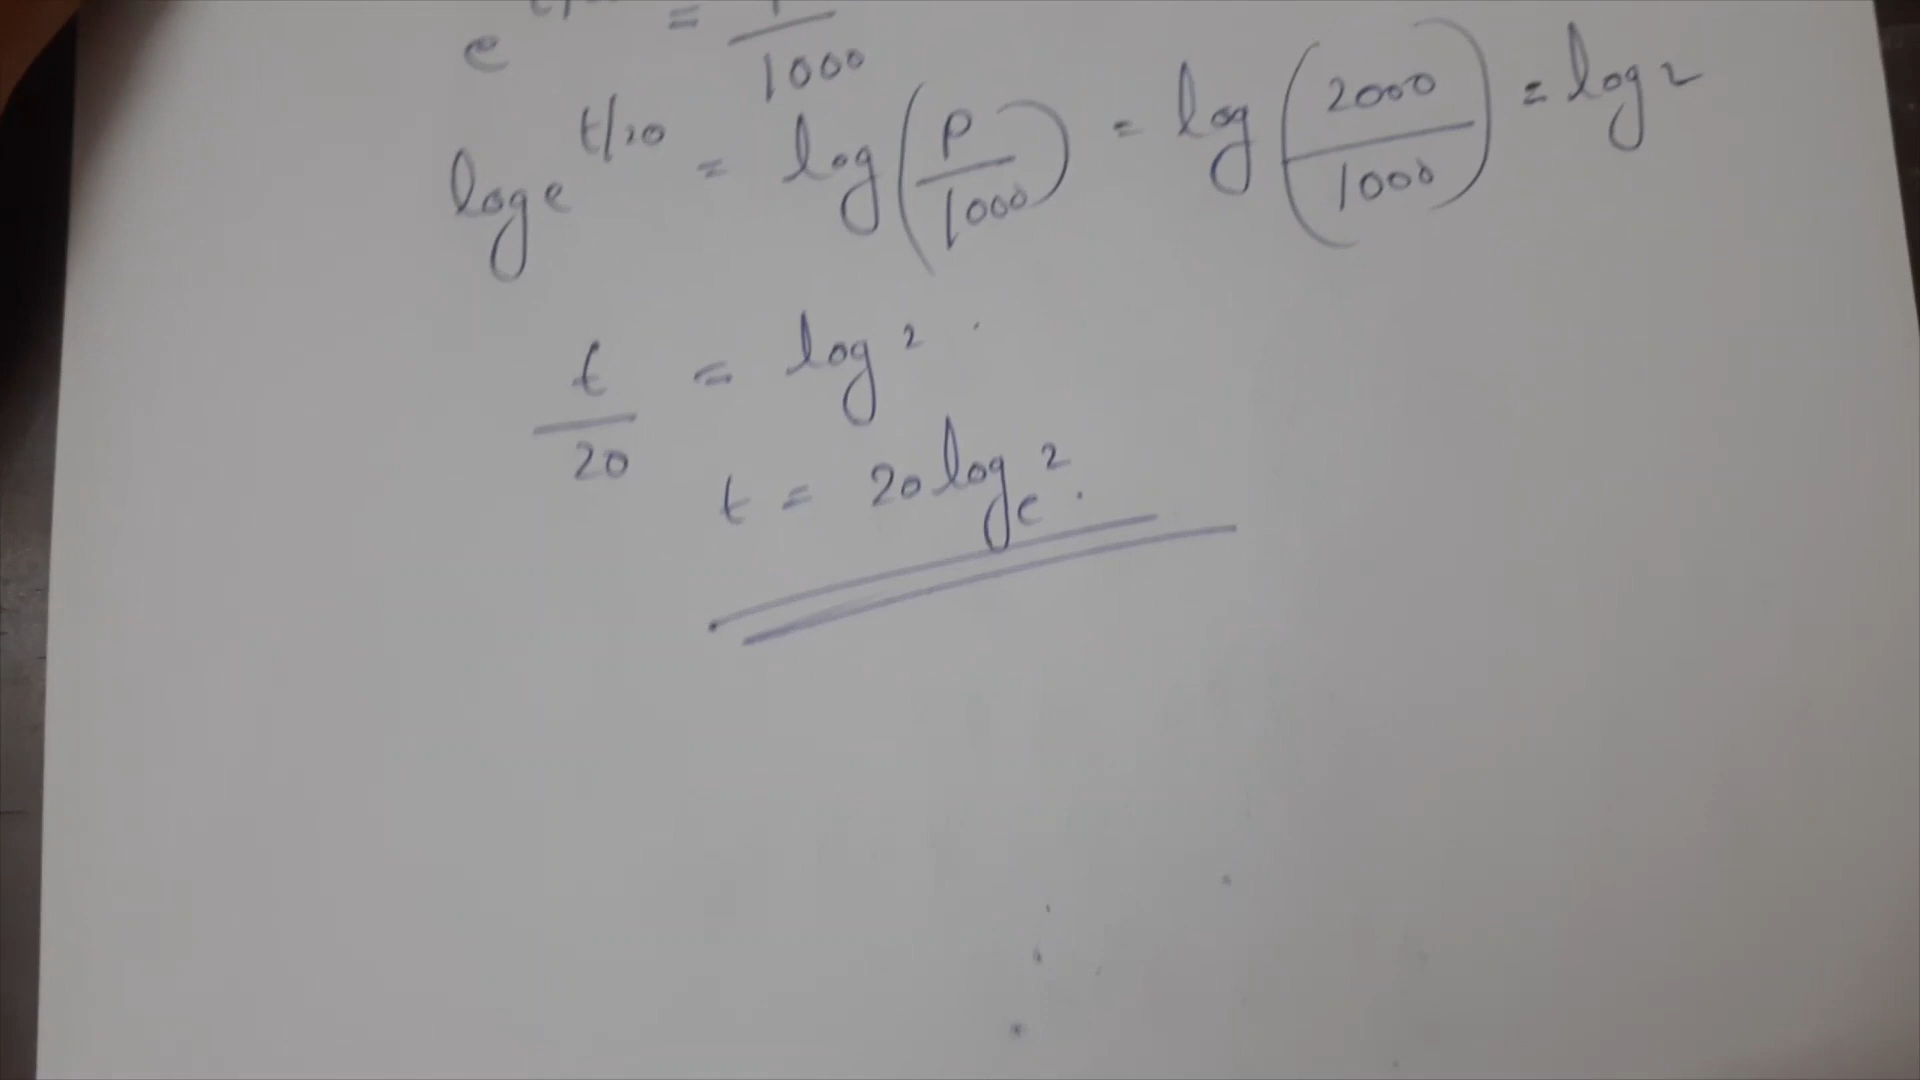 e = 1000
log e^{t/20} = log(P/1000) = log(2000/1000) = log 2
t/20 = log 2
t = 20 log_e 2